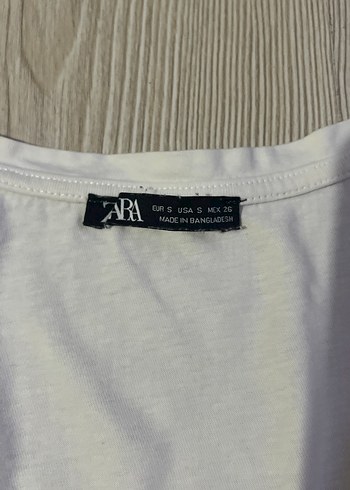 ZARA
EUR S USA S MEX 26
MADE IN BANGLADESH